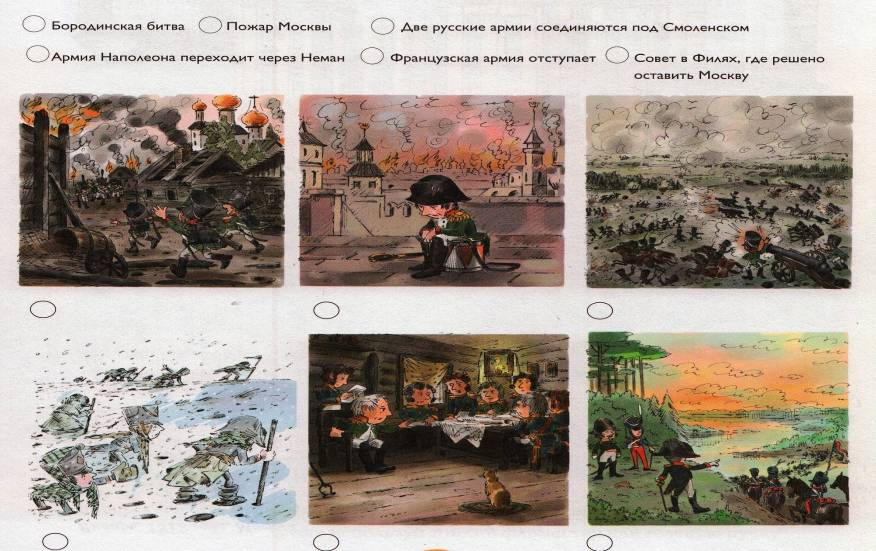 Бородинская битва Пожар Москвы Две русские армии соединяются под Смоленском
Армия Наполеона переходит через Неман Французская армия отступает Совет в Филях, где решено
оставить Москву